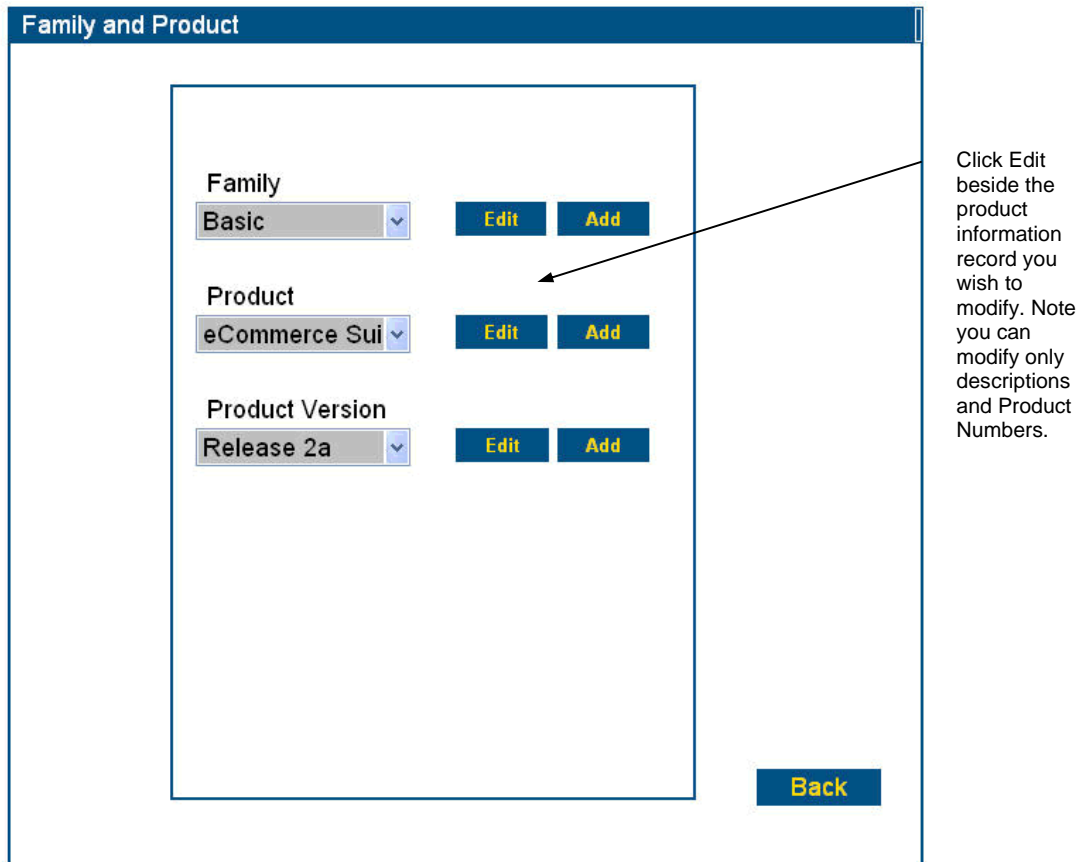 Family and Product
Family
Basic
Edit
Add
Product
eCommerce Sui
Edit
Add
Product Version
Release 2a
Edit
Add
Back
Click Edit
beside the
product
information
record you
wish to
modify. Note
you can
modify only
descriptions
and Product
Numbers.